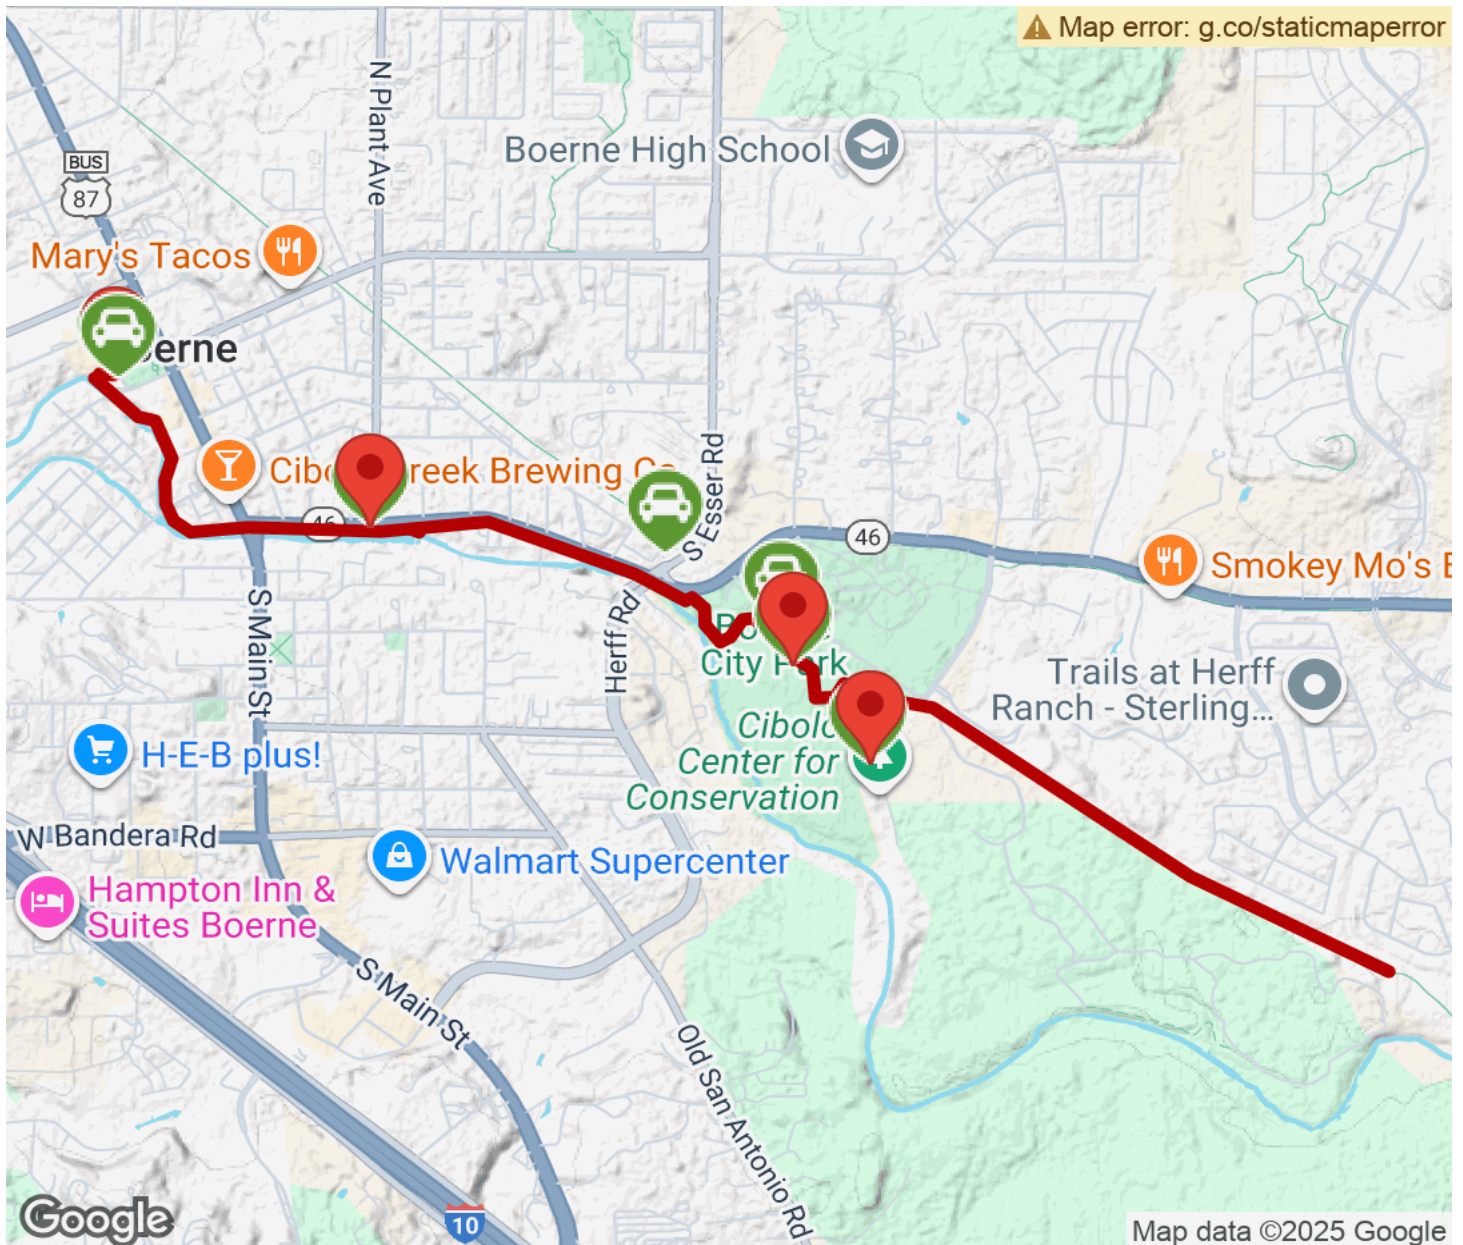 Map error: g.co/staticmaperror
N Plant Ave
Boerne High School
BUS
87
Mary's Tacos
erne
S Esser Rd
Cibo
reek Brewing Co
46
46
Smokey Mo's B
Herff Rd
S Main St
Bo
City Park
Trails at Herff
Ranch - Sterling...
Cibolo
Center for
Conservation
H-E-B plus!
W Bandera Rd
Walmart Supercenter
Hampton Inn &
Suites Boerne
S Main St
Old San Antonio Rd
10
Google
Map data ©2025 Google